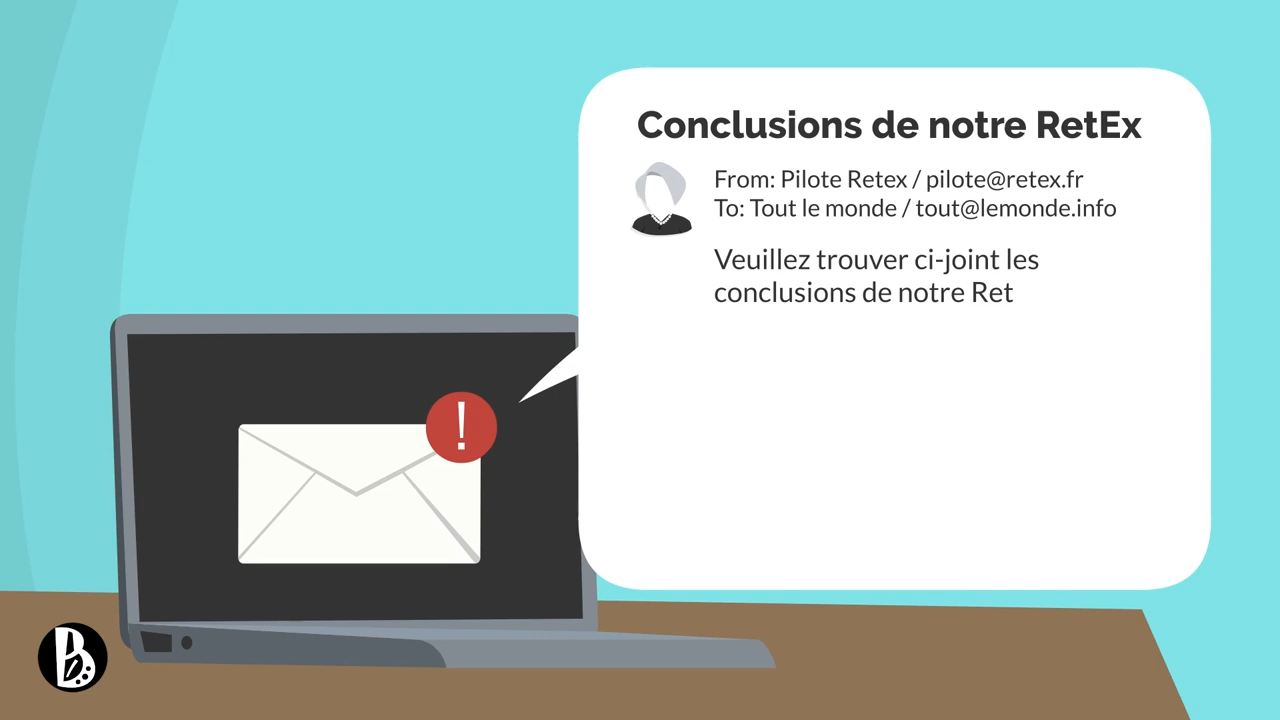 Conclusions de notre RetEx
From: Pilote Retex / pilote@retex.fr
To: Tout le monde / tout@lemonde.info
Veuillez trouver ci-joint les
conclusions de notre Ret
!
B